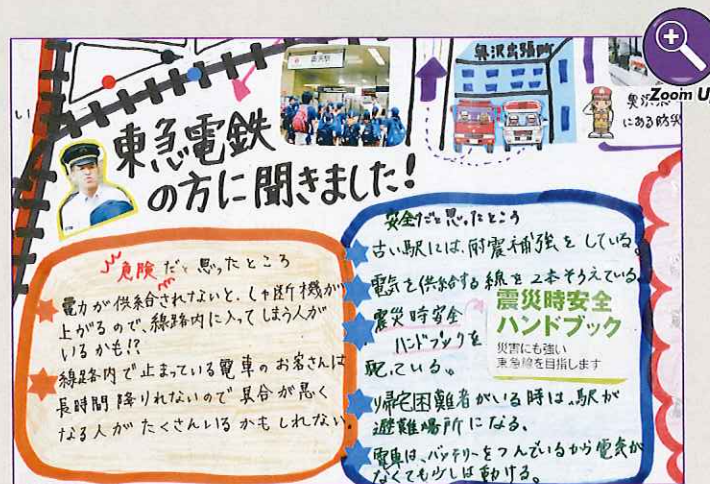 Zoom U
奥沢駅
奥沢出張所
にある防災
東急電鉄
の方に聞きました!
危険だと思ったところ
電力が供給されないと、しゃ断機が
上がるので、線路内に入ってしまう人が
いるかも!?
線路内で止まっている電車のお客さんは
長時間降りれないので具合が悪く
なる人がたくさんいるかもしれない。
安全だと思ったところ
古い駅には、耐震補強をしている。
電気を供給する線を2本そろえている
震災時安全
ハンドブックを
配っている。
震災時安全
ハンドブック
災害にも強い
東急線を目指します
帰宅困難者がいる時は、駅が
避難場所になる。
電車は、バッテリーをつんでいるから電気が
なくても少しは動ける。